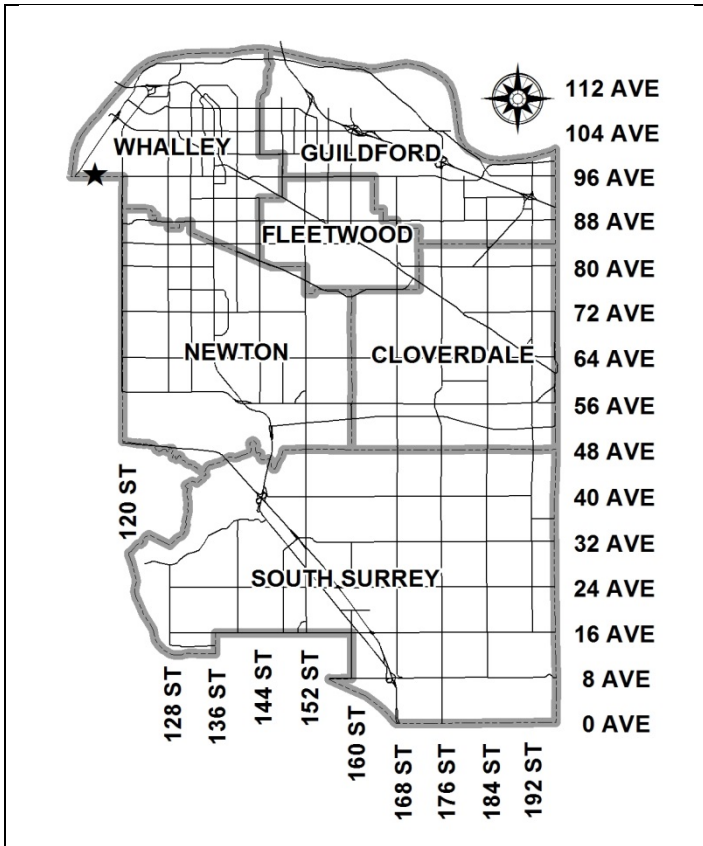 112 AVE
104 AVE
WHALLEY
GUILDFORD
96 AVE
88 AVE
FLEETWOOD
80 AVE
72 AVE
NEWTON
CLOVERDALE
64 AVE
56 AVE
48 AVE
120 ST
40 AVE
32 AVE
SOUTH SURREY
24 AVE
16 AVE
8 AVE
0 AVE
128 ST
136 ST
144 ST
152 ST
160 ST
168 ST
176 ST
184 ST
192 ST